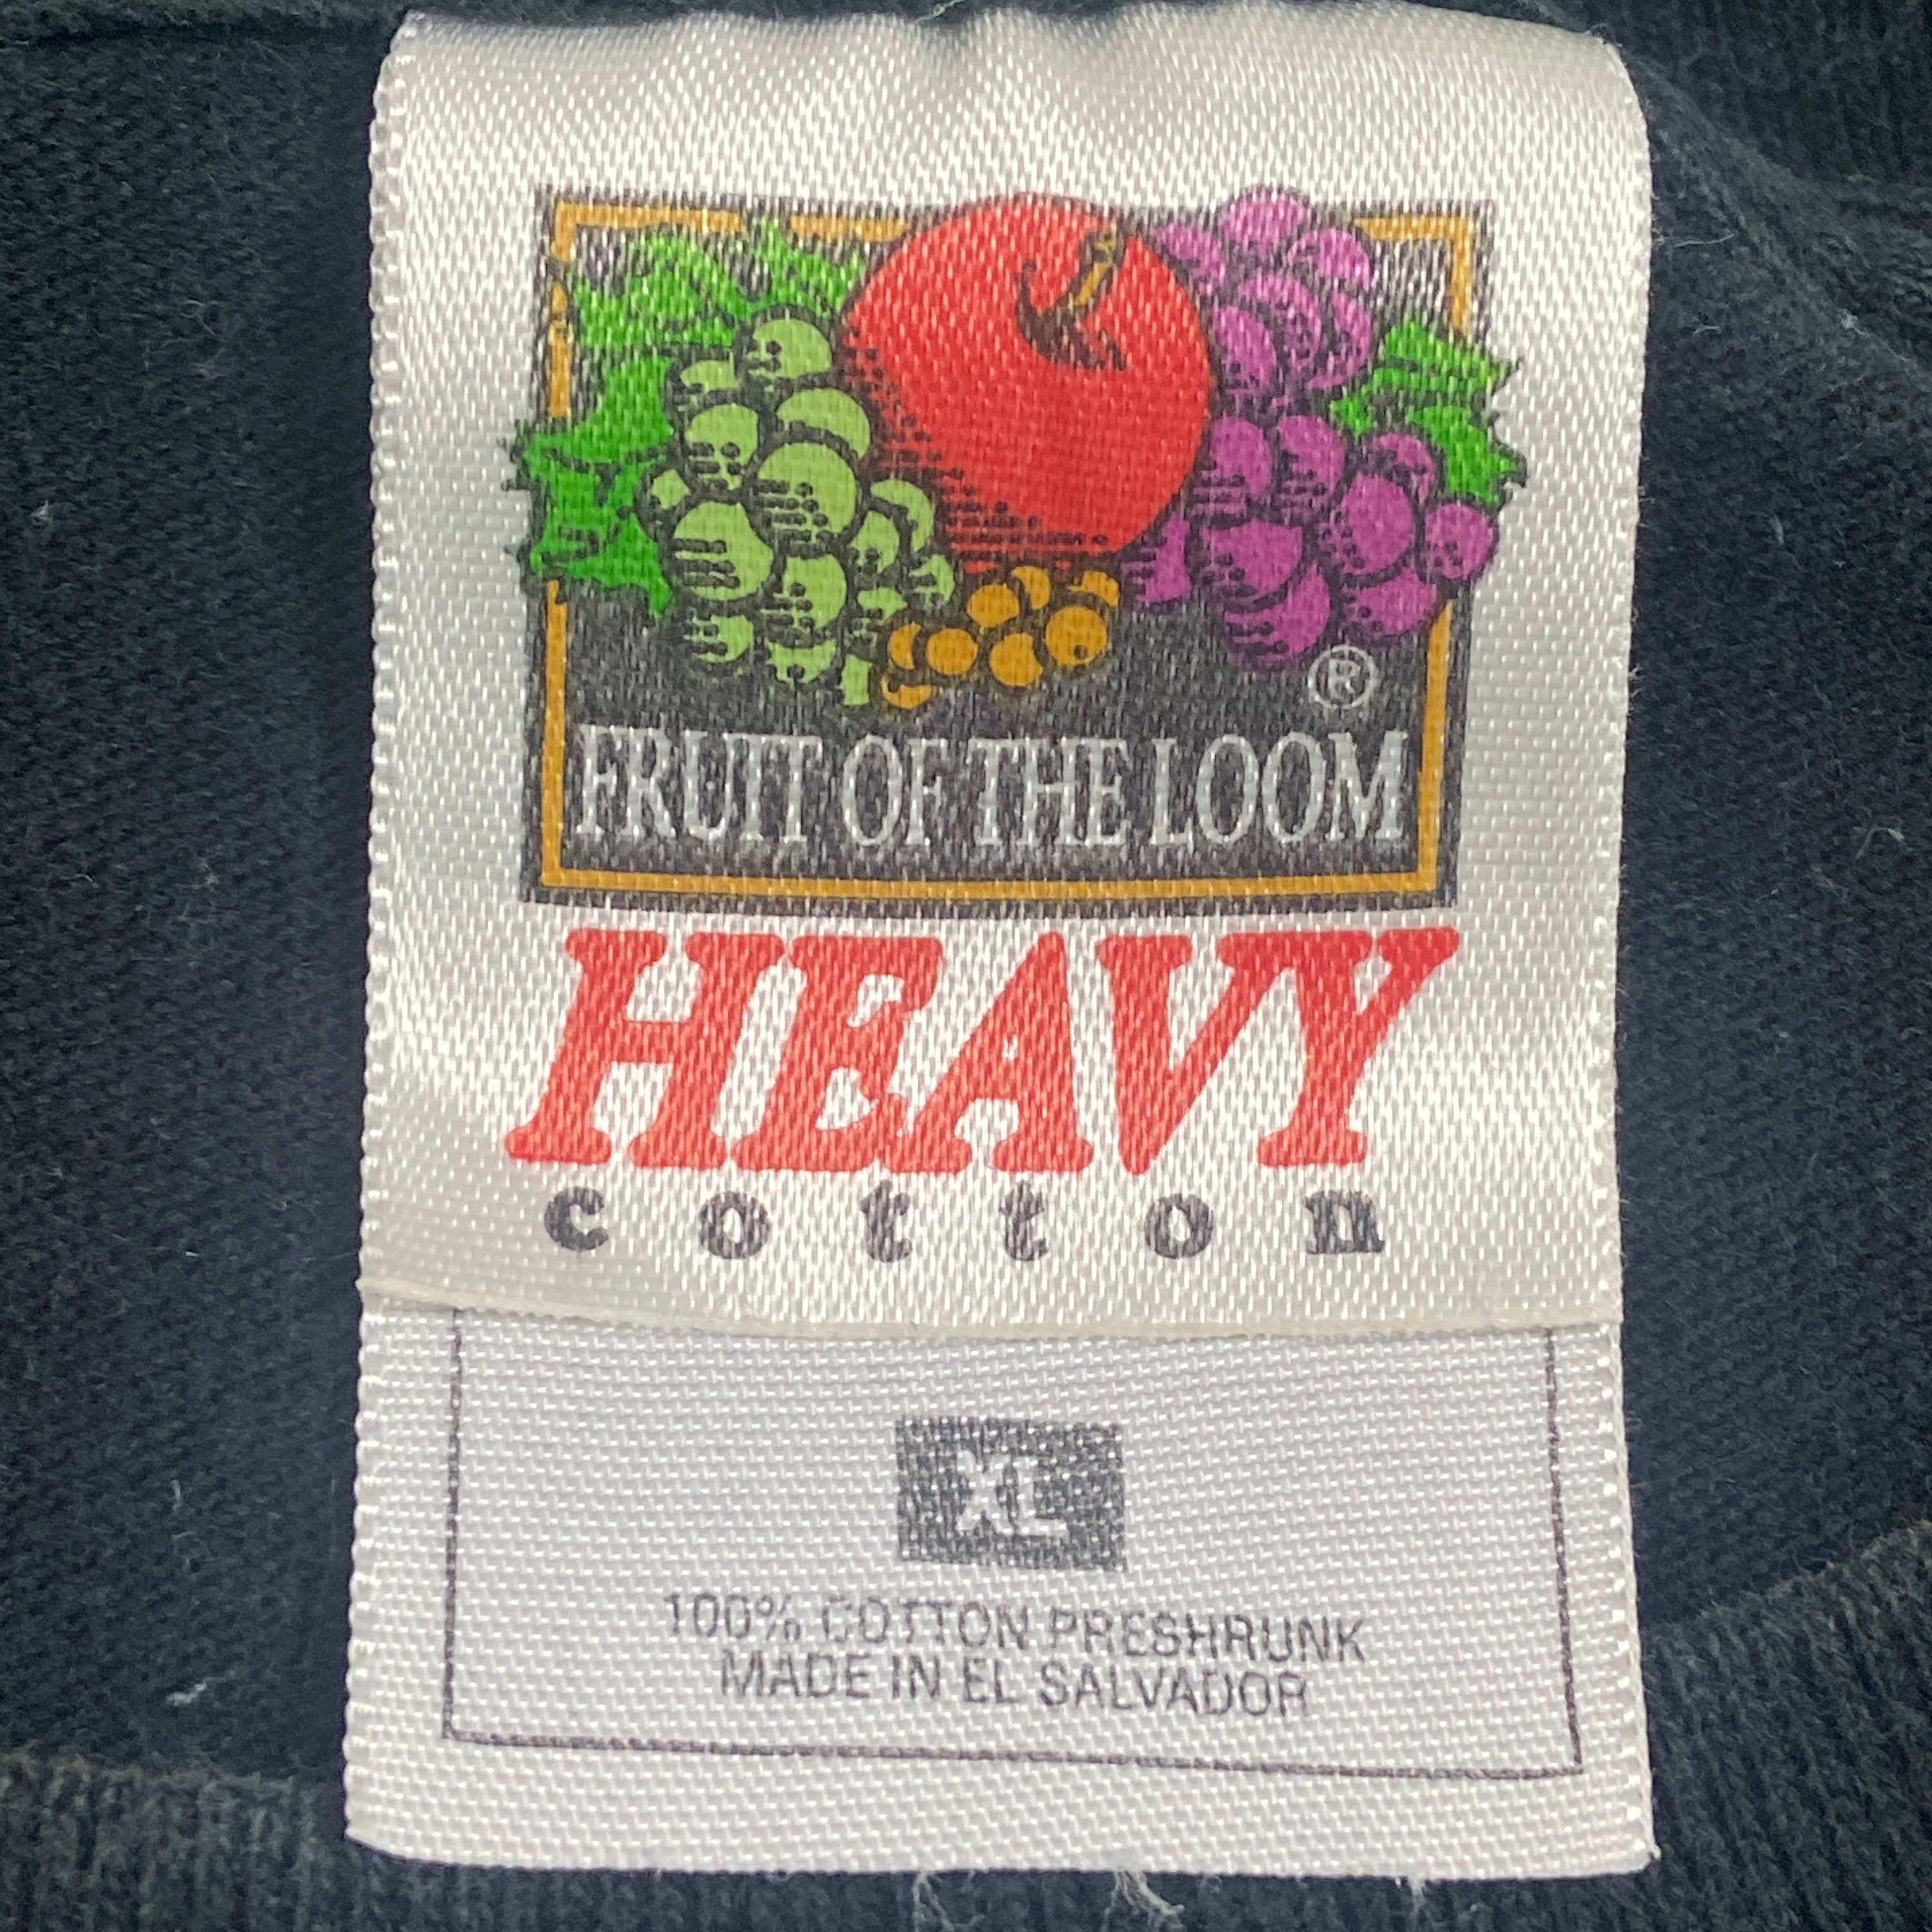 ®
FRUIT OF THE LOOM
HEAVY
cotton
XL
100% COTTON PRESHRUNK
MADE IN EL SALVADOR